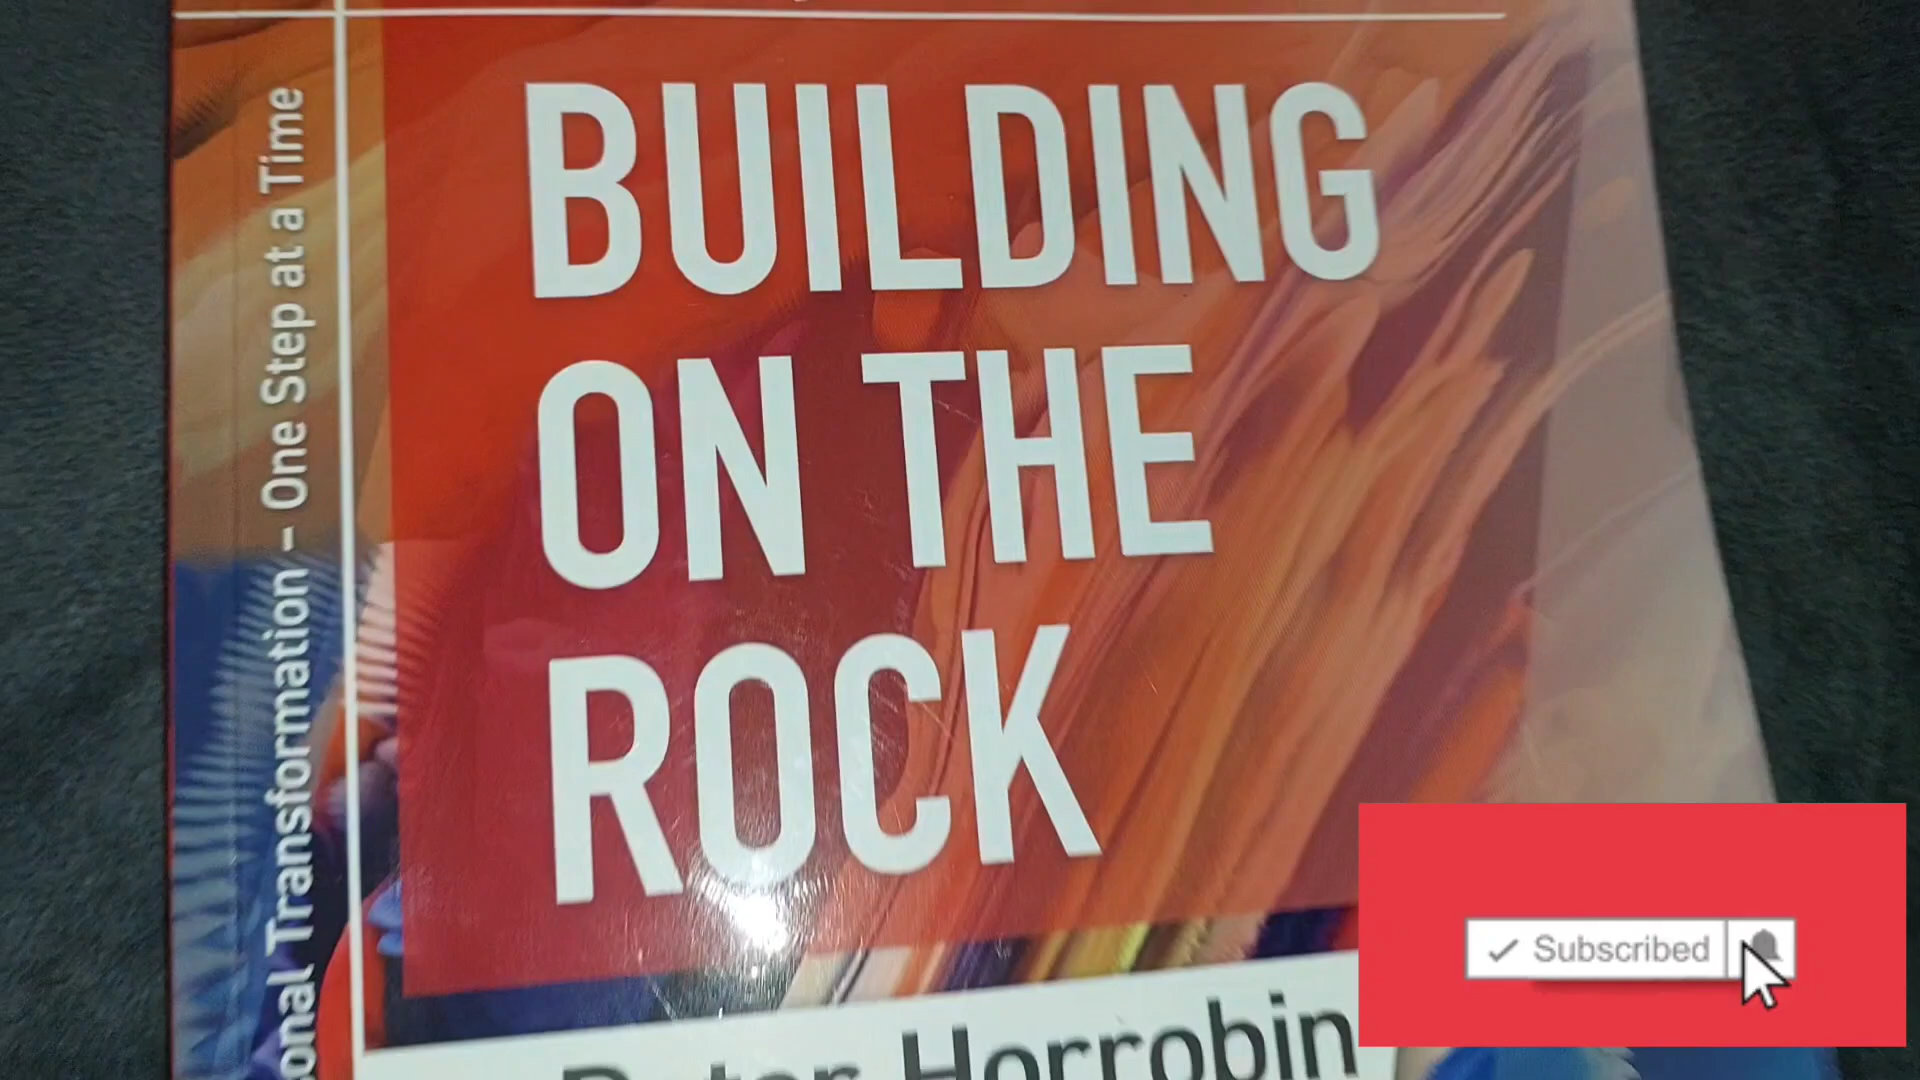 onal Transformation – One Step at a Time
BUILDING
ON THE
ROCK
Horrobin
Subscribed